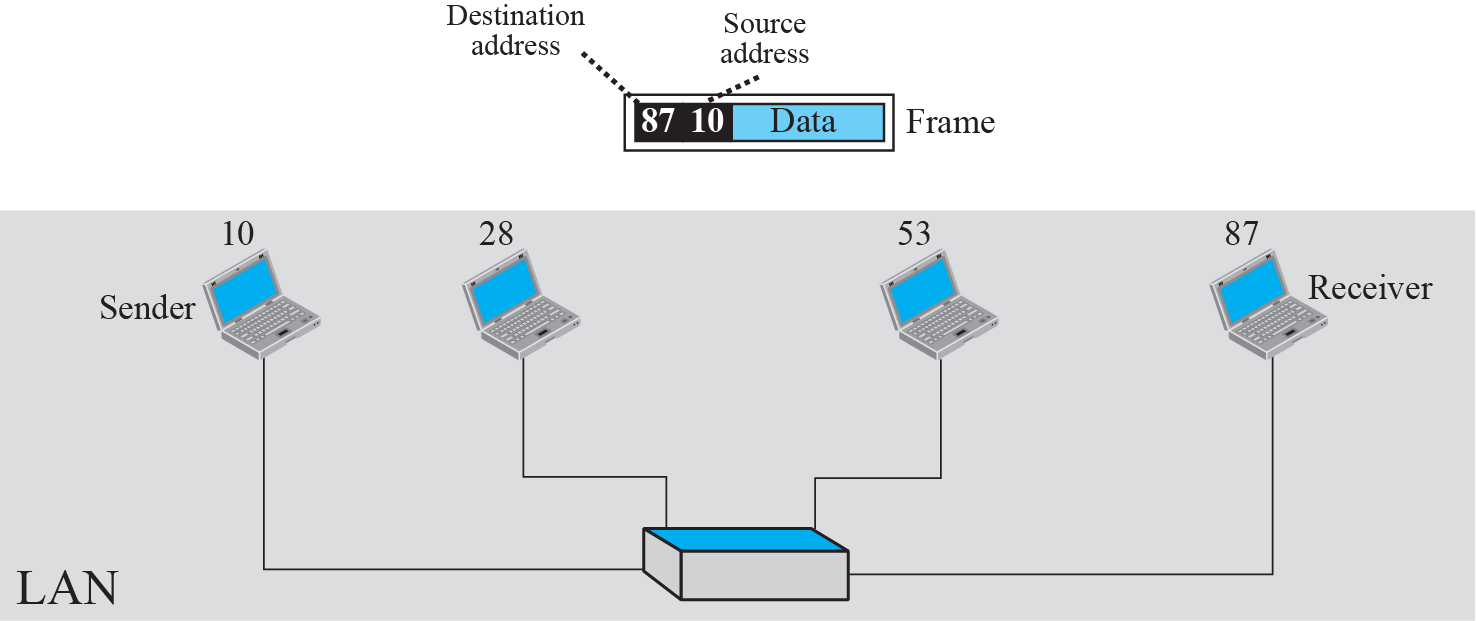 Destination
address
Source
address
87 10 Data
Frame
10
28
53
87
Sender
Receiver
LAN